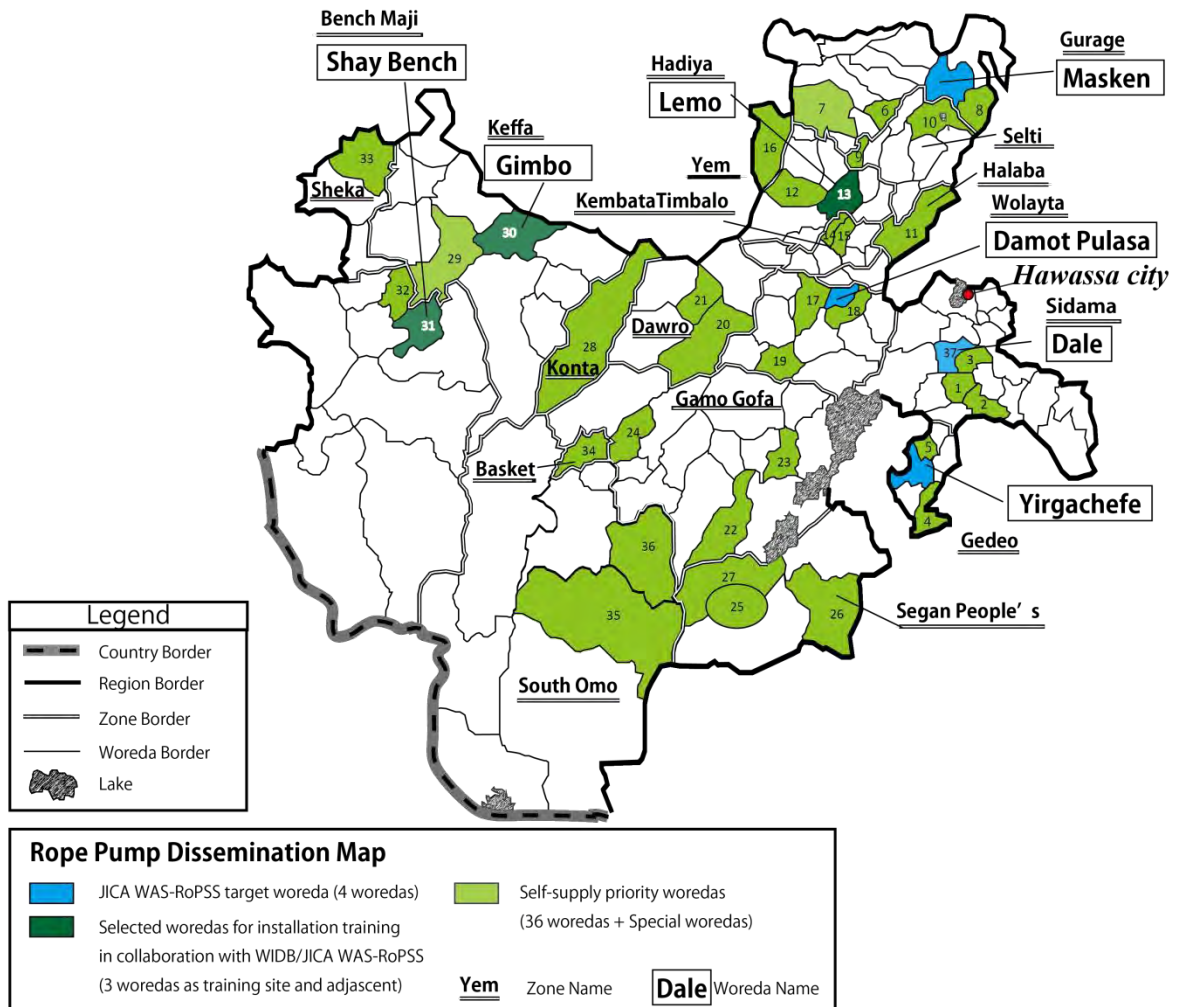 Bench Maji
Shay Bench
Gurage
Masken
Hadiya
Lemo
Keffa
Gimbo
Selti
Yem
Halaba
Sheka
KembataTimbalo
Wolayta
Damot Pulasa
Hawassa city
Sidama
Dale
Dawro
Konta
Gamo Gofa
Basket
Yirgachefe
Gedeo
Segan People's
South Omo
7
6
10
8
16
9
33
12
13
14
15
11
30
29
32
31
21
17
18
20
28
37
3
19
1
2
24
34
23
5
4
22
36
27
25
26
35
Legend
Country Border
Region Border
Zone Border
Woreda Border
Lake
Rope Pump Dissemination Map
JICA WAS-RoPSS target woreda (4 woredas)
Selected woredas for installation training
in collaboration with WIDB/JICA WAS-RoPSS
(3 woredas as training site and adjascent)
Self-supply priority woredas
(36 woredas + Special woredas)
Yem Zone Name
Dale Woreda Name